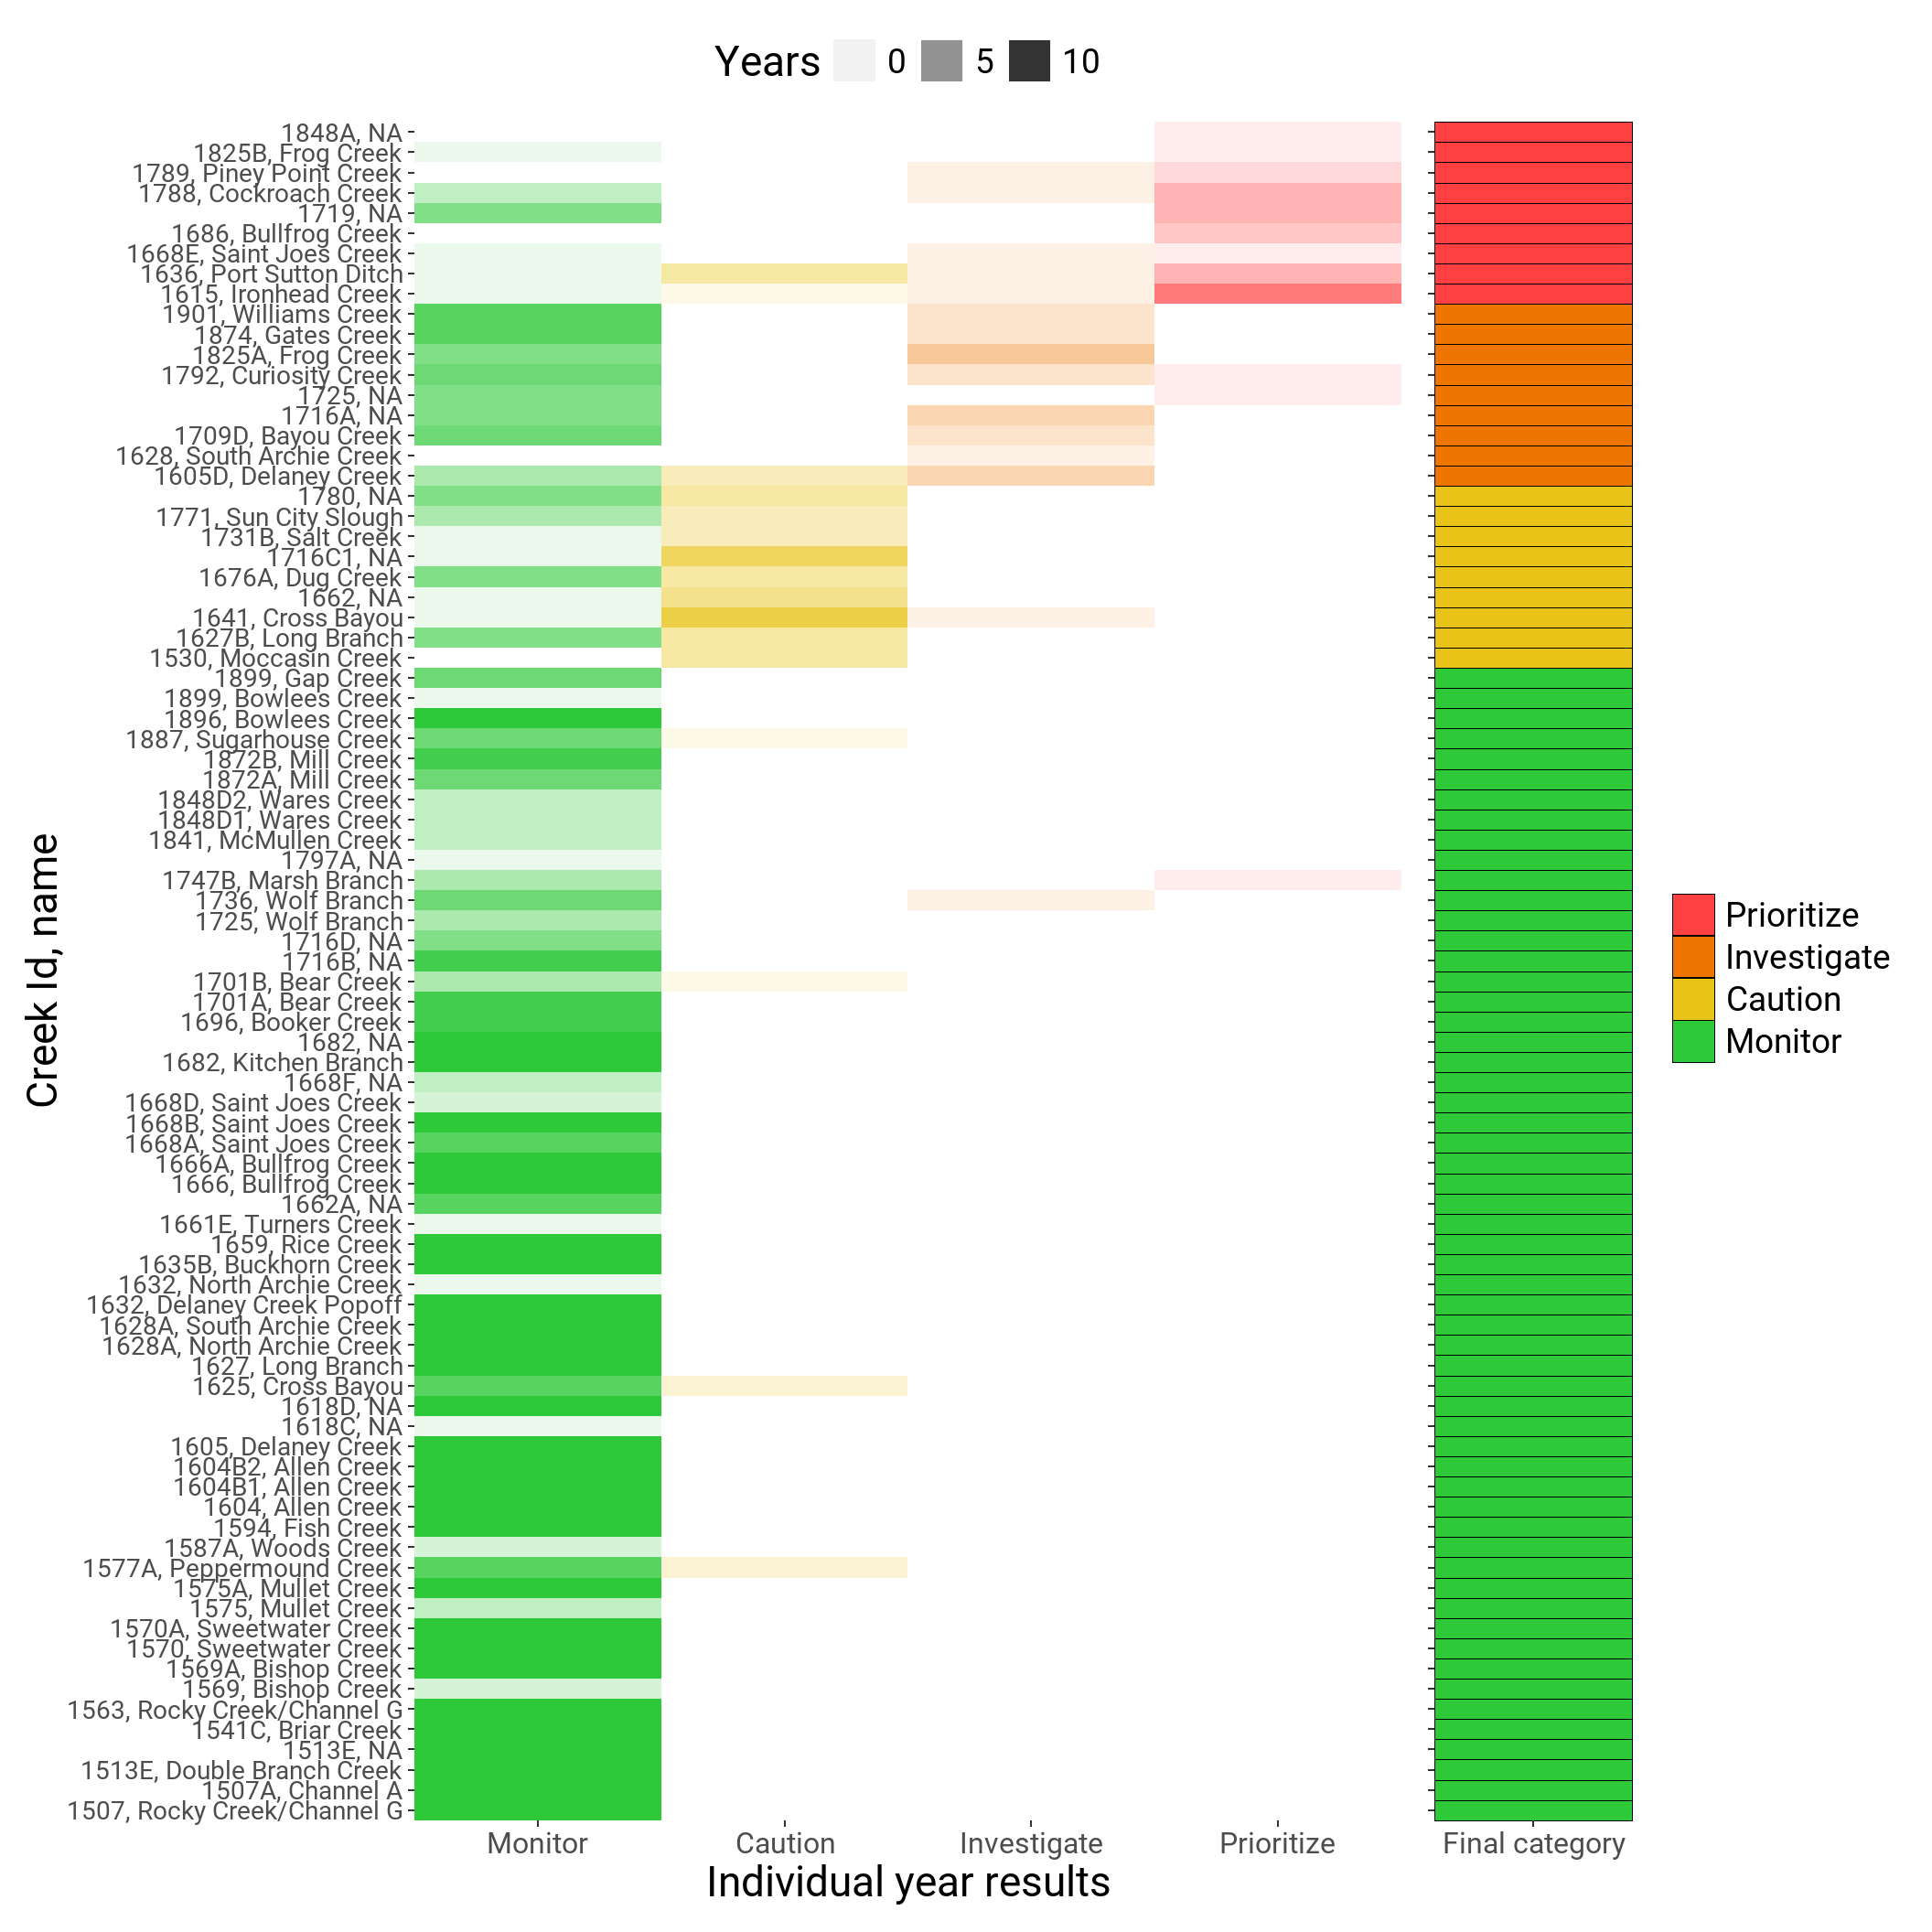 Years 0 5 10
1848A, NA
1825B, Frog Creek
1789, Piney Point Creek
1788, Cockroach Creek
1719, NA
1686, Bullfrog Creek
1668E, Saint Joes Creek
1636, Port Sutton Ditch
1615, Ironhead Creek
1901, Williams Creek
1874, Gates Creek
1825A, Frog Creek
1792, Curiosity Creek
1725, NA
1716A, NA
1709D, Bayou Creek
1628, South Archie Creek
1605D, Delaney Creek
1780, NA
1771, Sun City Slough
1731B, Salt Creek
1716C1, NA
1676A, Dug Creek
1662, NA
1641, Cross Bayou
1627B, Long Branch
1530, Moccasin Creek
1899, Gap Creek
1899, Bowlees Creek
1896, Bowlees Creek
1887, Sugarhouse Creek
1872B, Mill Creek
1872A, Mill Creek
1848D2, Wares Creek
1848D1, Wares Creek
1841, McMullen Creek
1797A, NA
1747B, Marsh Branch
1736, Wolf Branch
1725, Wolf Branch
1716D, NA
1716B, NA
1701B, Bear Creek
1701A, Bear Creek
1696, Booker Creek
1682, NA
1682, Kitchen Branch
1668F, NA
1668D, Saint Joes Creek
1668B, Saint Joes Creek
1668A, Saint Joes Creek
1666A, Bullfrog Creek
1666, Bullfrog Creek
1662A, NA
1661E, Turners Creek
1659, Rice Creek
1635B, Buckhorn Creek
1632, North Archie Creek
1632, Delaney Creek Popoff
1628A, South Archie Creek
1628A, North Archie Creek
1627, Long Branch
1625, Cross Bayou
1618D, NA
1618C, NA
1605, Delaney Creek
1604B2, Allen Creek
1604B1, Allen Creek
1604, Allen Creek
1594, Fish Creek
1587A, Woods Creek
1577A, Peppermound Creek
1575A, Mullet Creek
1575, Mullet Creek
1570A, Sweetwater Creek
1570, Sweetwater Creek
1569A, Bishop Creek
1569, Bishop Creek
1563, Rocky Creek/Channel G
1541C, Briar Creek
1513E, NA
1513E, Double Branch Creek
1507A, Channel A
1507, Rocky Creek/Channel G
Creek Id, name
Monitor Caution Investigate Prioritize Final category
Individual year results
Prioritize
Investigate
Caution
Monitor